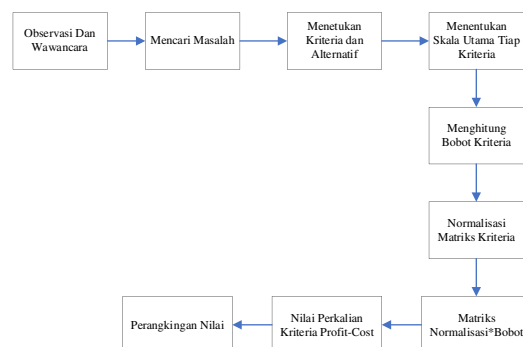 Observasi Dan
Wawancara
Mencari Masalah
Menetukan
Kriteria dan
Alternatif
Menentukan
Skala Utama Tiap
Kriteria
Menghitung
Bobot Kriteria
Normalisasi
Matriks Kriteria
Matriks
Normalisasi*Bobot
Nilai Perkalian
Kriteria Profit-Cost
Perangkingan Nilai